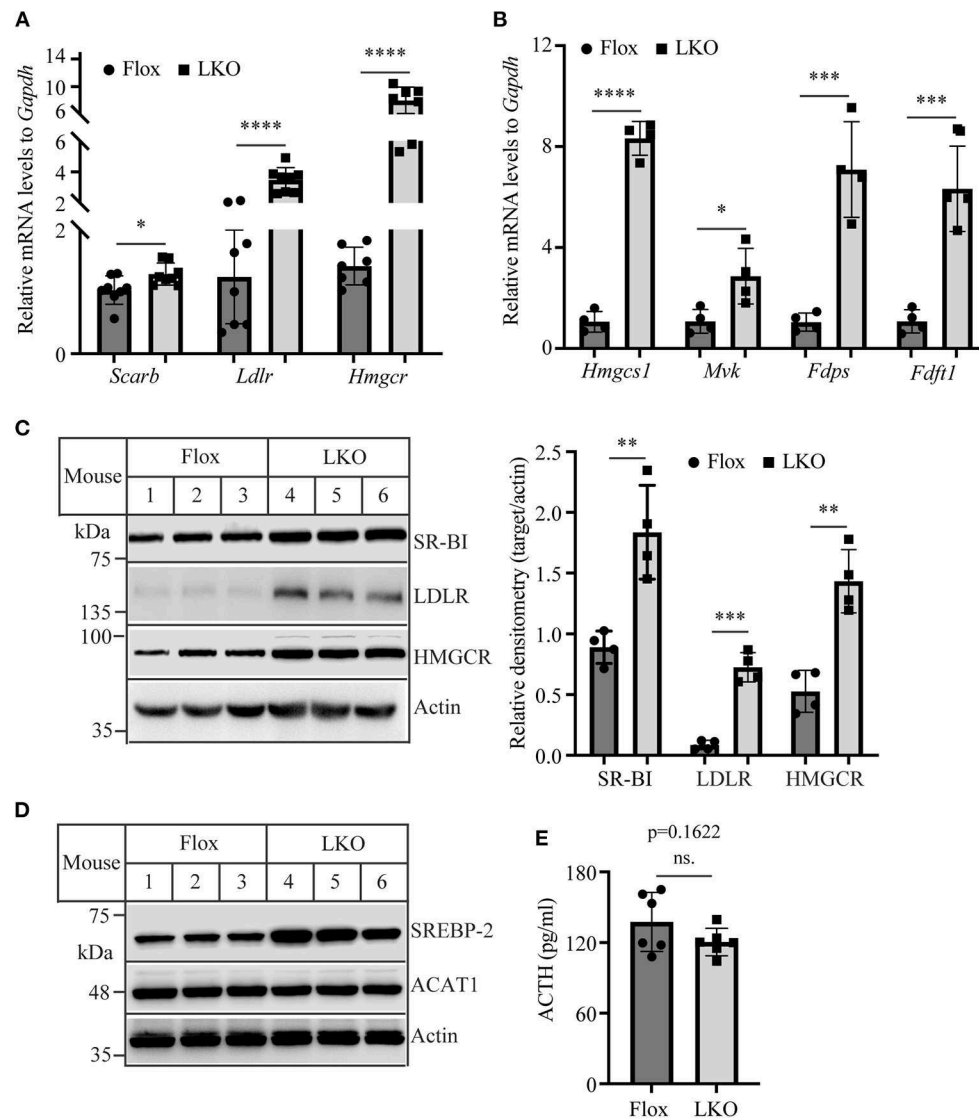 A
Relative mRNA levels to Gapdh
14
10
6
6
4
2
2
1
0
Flox
LKO
*
****
****
Scarb
Ldlr
Hmgcr
B
Relative mRNA levels to Gapdh
12
8
4
0
Flox
LKO
****
*
***
***
Hmgcs1
Mvk
Fdps
Fdft1
C
Mouse
Flox
LKO
1 2 3 4 5 6
kDa
75
135
100
35
SR-BI
LDLR
HMGCR
Actin
Relative densitometry (target/actin)
2.5
2.0
1.5
1.0
0.5
0.0
Flox
LKO
**
***
**
SR-BI
LDLR
HMGCR
D
Mouse
Flox
LKO
1 2 3 4 5 6
75
kDa
48
35
SREBP-2
ACAT1
Actin
E
p=0.1622
ns.
ACTH (pg/ml)
180
120
60
0
Flox
LKO